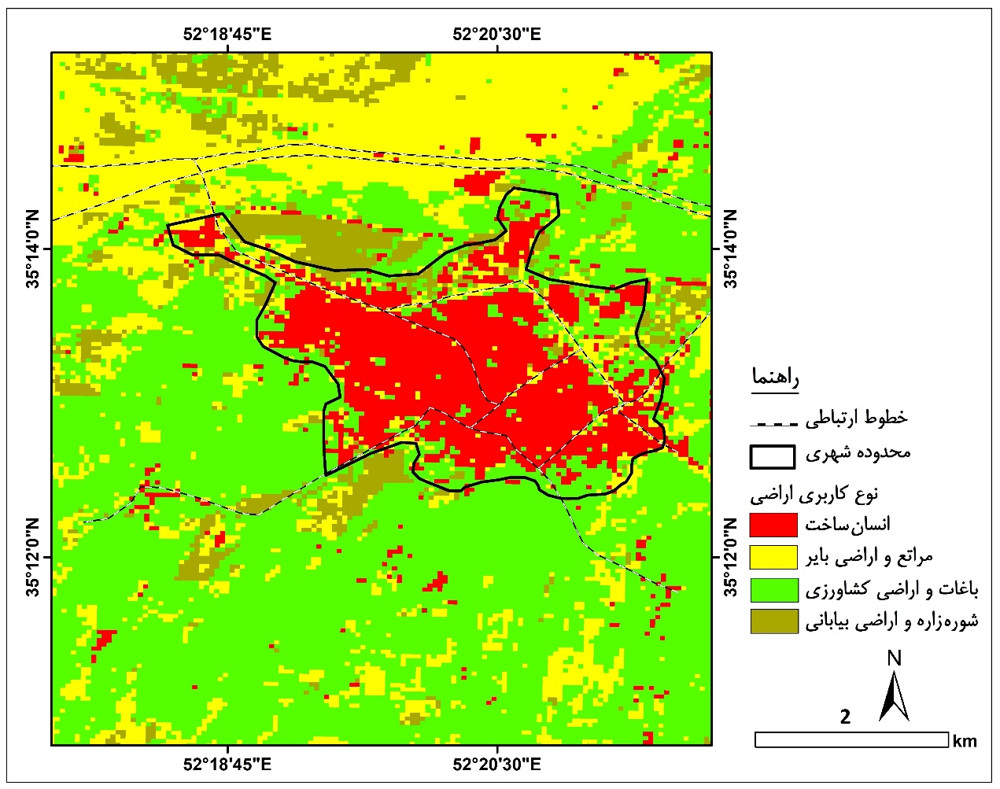 52°18'45"E
52°20'30"E
35°14'0"N
35°14'0"N
35°12'0"N
35°12'0"N
52°18'45"E
52°20'30"E
راهنما
خطوط ارتباطی
محدوده شهری
نوع کاربری اراضی
انسان‌ساخت
مراتع و اراضی بایر
باغات و اراضی کشاورزی
شوره‌زاره و اراضی بیابانی
N
2
km